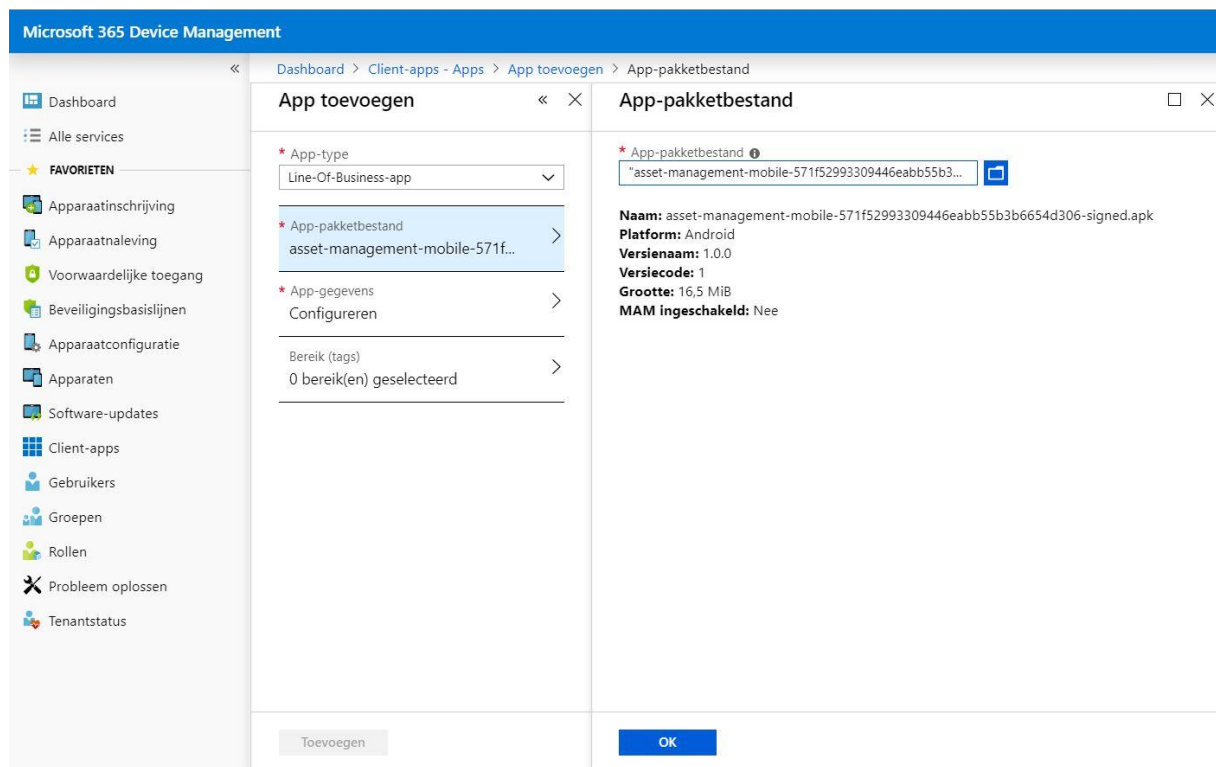 Microsoft 365 Device Management
«
Dashboard > Client-apps - Apps > App toevoegen > App-pakketbestand
Dashboard
Alle services
FAVORIETEN
Apparaatinschrijving
Apparaatnaleving
Voorwaardelijke toegang
Beveiligingsbasislijnen
Apparaatconfiguratie
Apparaten
Software-updates
Client-apps
Gebruikers
Groepen
Rollen
Probleem oplossen
Tenantstatus
App toevoegen
* App-type
Line-Of-Business-app
* App-pakketbestand
asset-management-mobile-571f...
* App-gegevens
Configureren
Bereik (tags)
0 bereik(en) geselecteerd
Toevoegen
App-pakketbestand
* App-pakketbestand
"asset-management-mobile-571f52993309446eabb55b3...
Naam: asset-management-mobile-571f52993309446eabb55b3b6654d306-signed.apk
Platform: Android
Versienaam: 1.0.0
Versiecode: 1
Grootte: 16,5 MiB
MAM ingeschakeld: Nee
OK